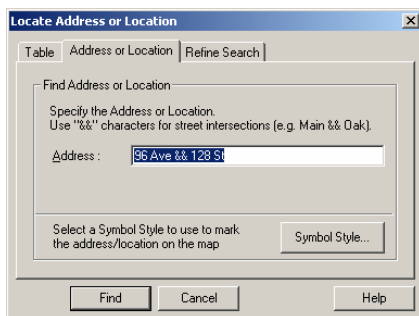 Locate Address or Location
Table Address or Location Refine Search
Find Address or Location
Specify the Address or Location.
Use "&&" characters for street intersections (e.g. Main && Oak).
Address : 96 Ave && 128 St
Select a Symbol Style to use to mark
the address/location on the map
Symbol Style...
Find Cancel Help